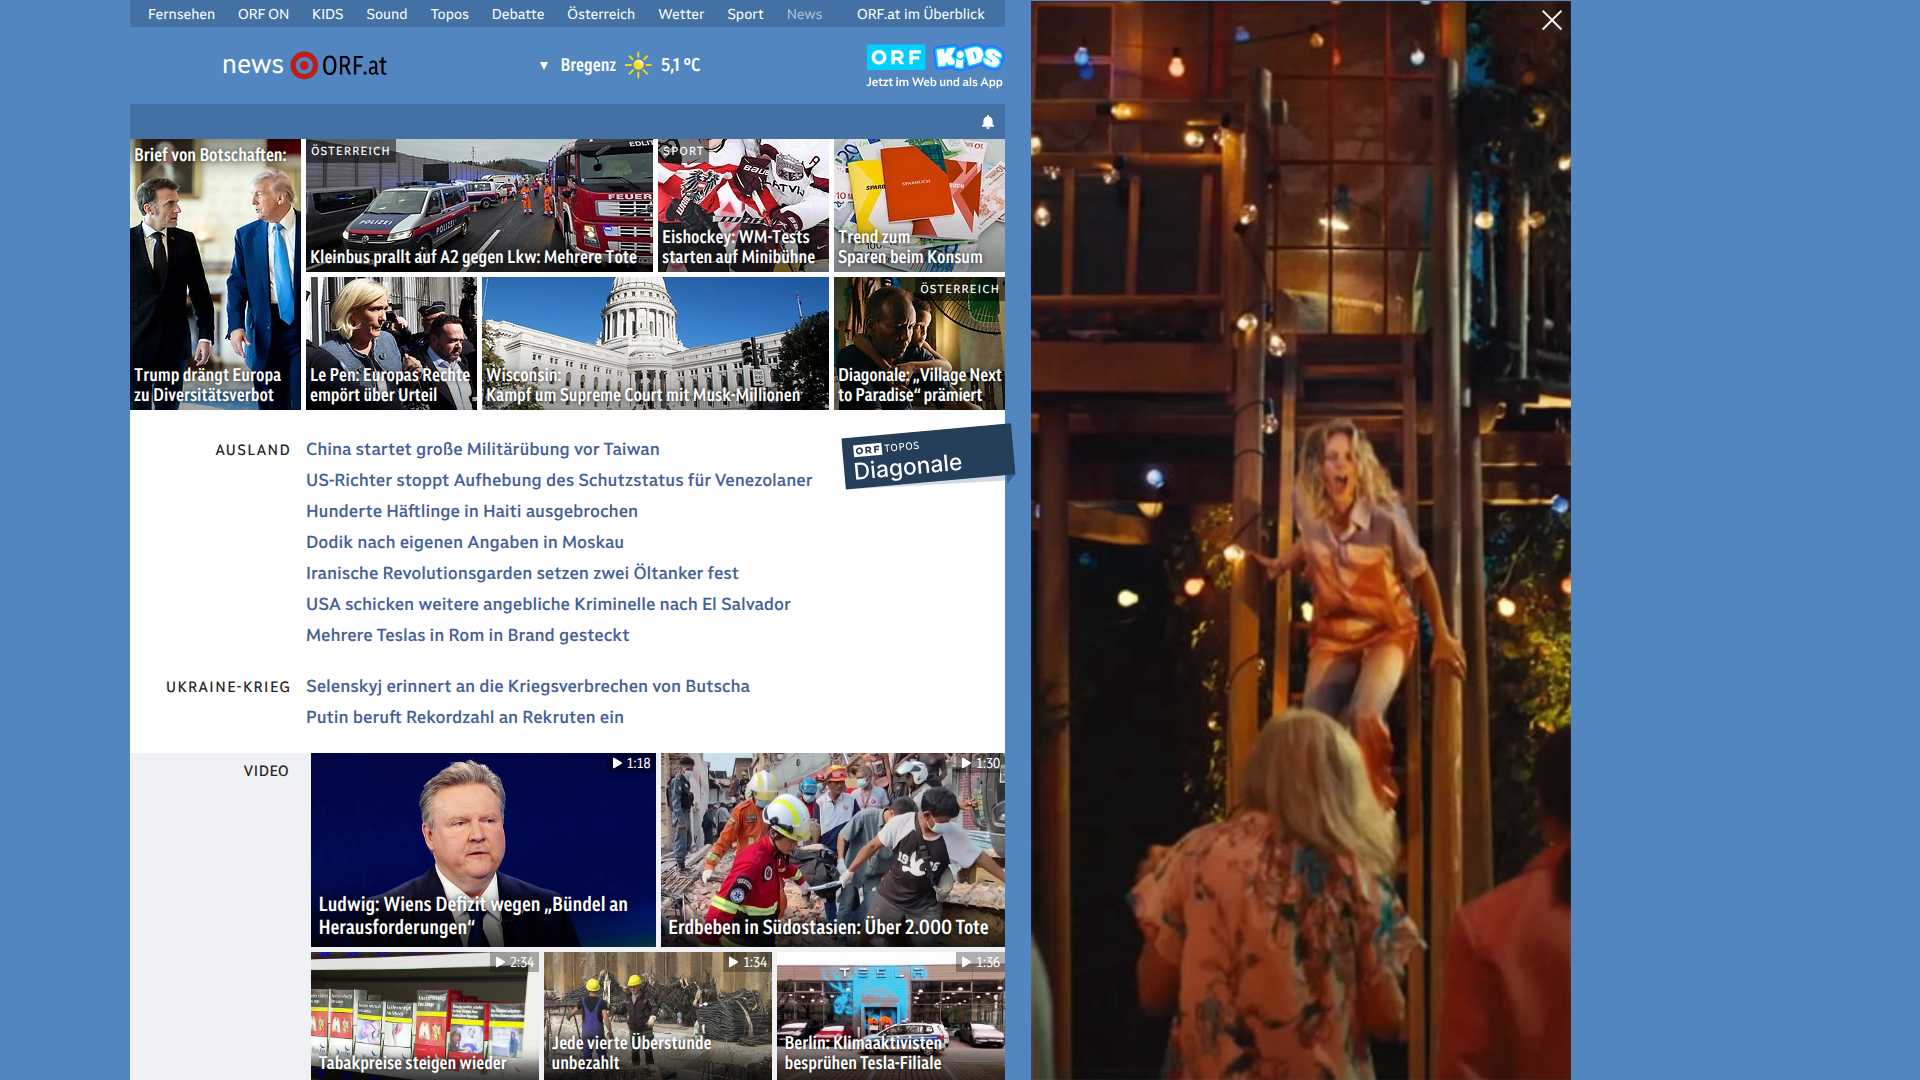 Fernsehen ORF ON KIDS Sound Topos Debatte Österreich Wetter Sport News ORF.at im Überblick
news ORF.at
▼ Bregenz 5,1 °C
ORF KiDS
Jetzt im Web und als App
Brief von Botschaften:
Trump drängt Europa
zu Diversitätsverbot
ÖSTERREICH
EDLIT
FEUER
POLIZEI
POLIZEI
Kleinbus prallt auf A2 gegen Lkw: Mehrere Tote
SPORT
BAUER
LATVIA
Eishockey: WM-Tests
starten auf Minibühne
SPARBUCH
Trend zum
Sparen beim Konsum
Le Pen: Europas Rechte
empört über Urteil
Wisconsin:
Kampf um Supreme Court mit Musk-Millionen
ÖSTERREICH
Diagonale: „Village Next
to Paradise“ prämiert
AUSLAND
China startet große Militärübung vor Taiwan
US-Richter stoppt Aufhebung des Schutzstatus für Venezolaner
Hunderte Häftlinge in Haiti ausgebrochen
Dodik nach eigenen Angaben in Moskau
Iranische Revolutionsgarden setzen zwei Öltanker fest
USA schicken weitere angebliche Kriminelle nach El Salvador
Mehrere Teslas in Rom in Brand gesteckt
ORF TOPOS
Diagonale
UKRAINE-KRIEG
Selenskyj erinnert an die Kriegsverbrechen von Butscha
Putin beruft Rekordzahl an Rekruten ein
VIDEO
1:18
Ludwig: Wiens Defizit wegen „Bündel an
Herausforderungen“
1:30
Erdbeben in Südostasien: Über 2.000 Tote
2:34
Tabakpreise steigen wieder
1:34
Jede vierte Überstunde
unbezahlt
1:36
TESLA
Berlin: Klimaaktivisten
besprühen Tesla-Filiale